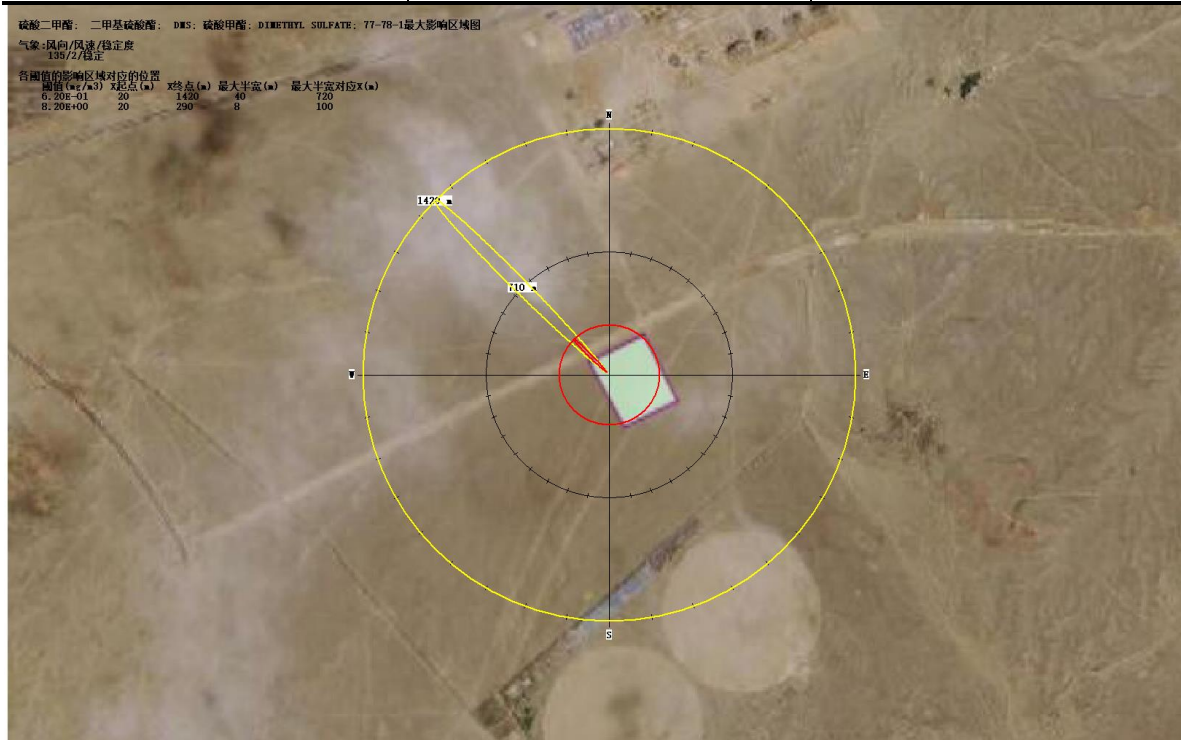 硫酸二甲酯; 二甲基硫酸酯; DMS; 硫酸甲酯; DIMETHYL SULFATE; 77-78-1最大影响区域图
气象:风向/风速/稳定度
135/2/稳定
各阈值的影响区域对应的位置
阈值(mg/m3) X起点(m) X终点(m) 最大半宽(m) 最大半宽对应X(m)
6.20E-01 20 1420 40 720
8.20E+00 20 290 8 100
N
1420 m
710 m
W
E
S